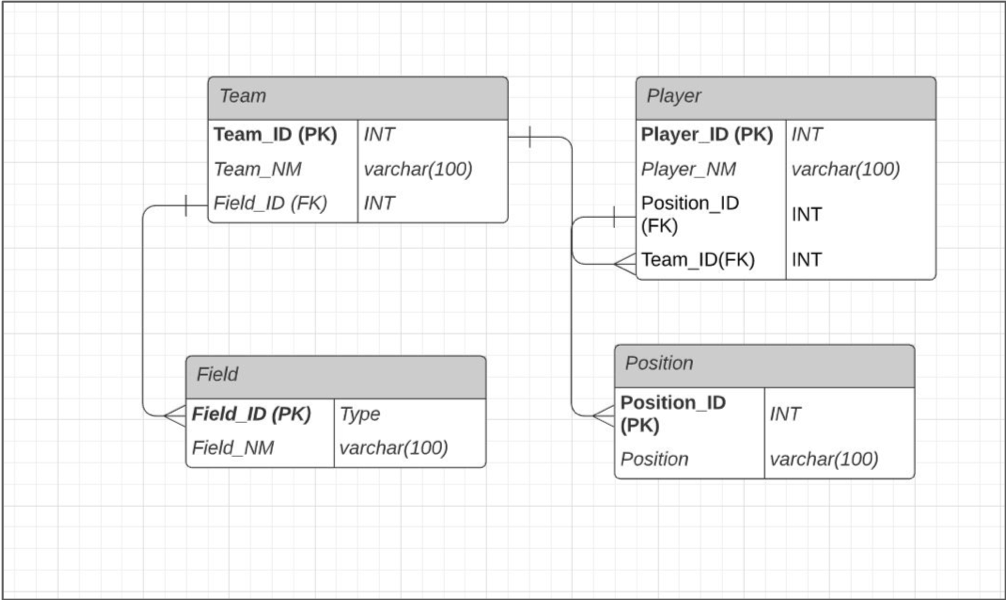 Team
Team_ID (PK) INT
Team_NM varchar(100)
Field_ID (FK) INT
Player
Player_ID (PK) INT
Player_NM varchar(100)
Position_ID
(FK) INT
Team_ID(FK) INT
Field
Field_ID (PK) Type
Field_NM varchar(100)
Position
Position_ID
(PK) INT
Position varchar(100)